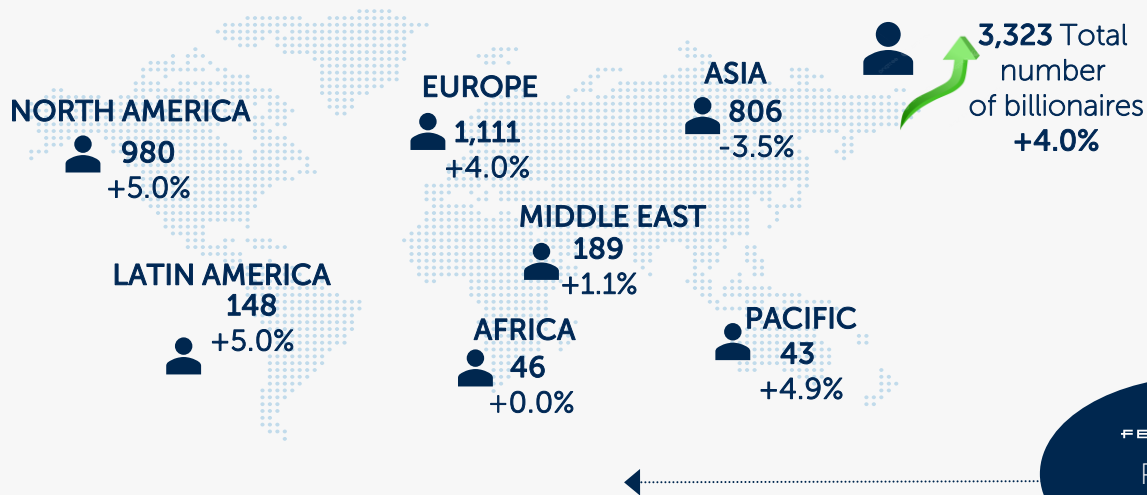 3,323 Total
number
of billionaires
+4.0%
NORTH AMERICA
980
+5.0%
EUROPE
1,111
+4.0%
ASIA
806
-3.5%
MIDDLE EAST
189
+1.1%
LATIN AMERICA
148
+5.0%
AFRICA
46
+0.0%
PACIFIC
43
+4.9%
FE